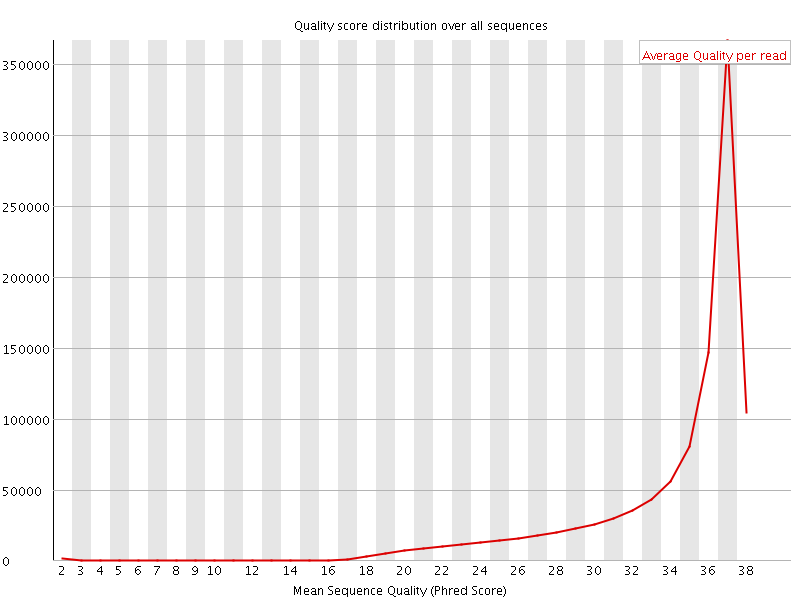 Quality score distribution over all sequences
Average Quality per read
350000
300000
250000
200000
150000
100000
50000
0
2 3 4 5 6 7 8 9 10 12 14 16 18 20 22 24 26 28 30 32 34 36 38
Mean Sequence Quality (Phred Score)